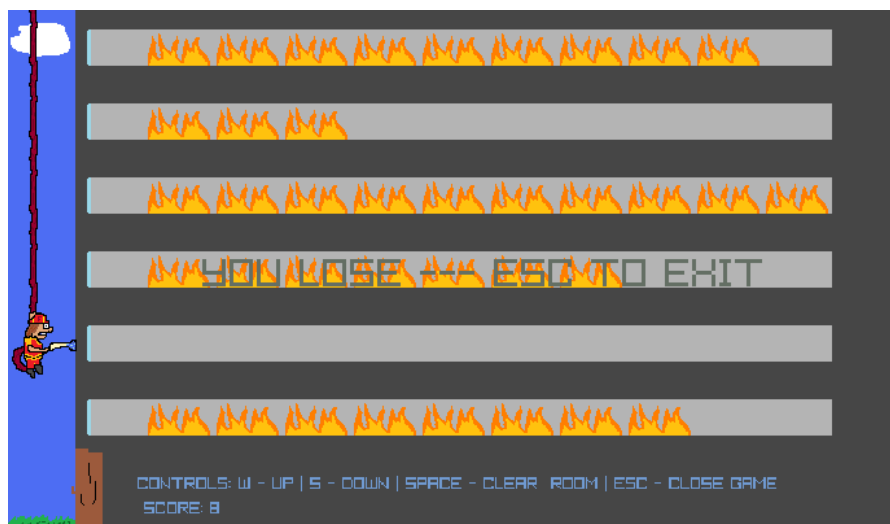 YOU LOSE --- ESC TO EXIT
CONTROLS: W - UP | S - DOWN | SPACE - CLEAR ROOM | ESC - CLOSE GAME
SCORE: 8